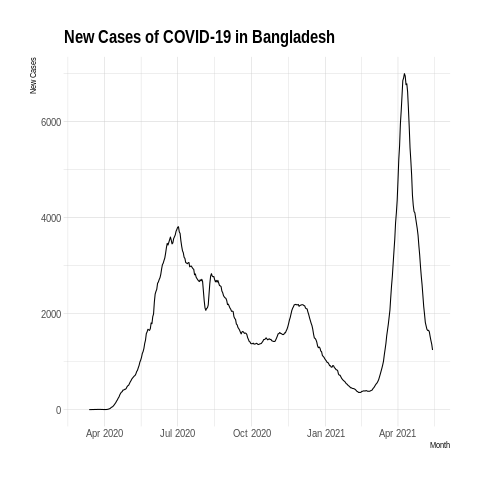 New Cases of COVID-19 in Bangladesh
New Cases
6000
4000
2000
0
Apr 2020 Jul 2020 Oct 2020 Jan 2021 Apr 2021
Month